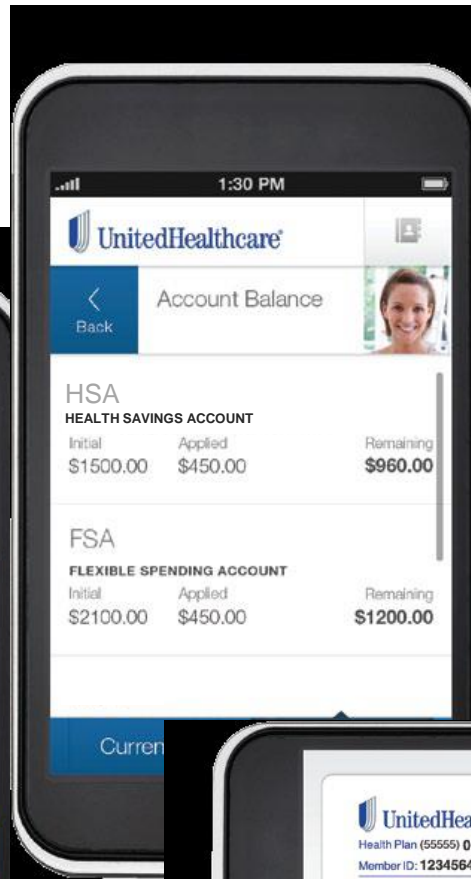 1:30 PM
UnitedHealthcare®
Back
Account Balance
HSA
HEALTH SAVINGS ACCOUNT
Initial Applied Remaining
$1500.00 $450.00 $960.00
FSA
FLEXIBLE SPENDING ACCOUNT
Initial Applied Remaining
$2100.00 $450.00 $1200.00
Curren
UnitedHea
Health Plan (55555) 0
Member ID: 1234564